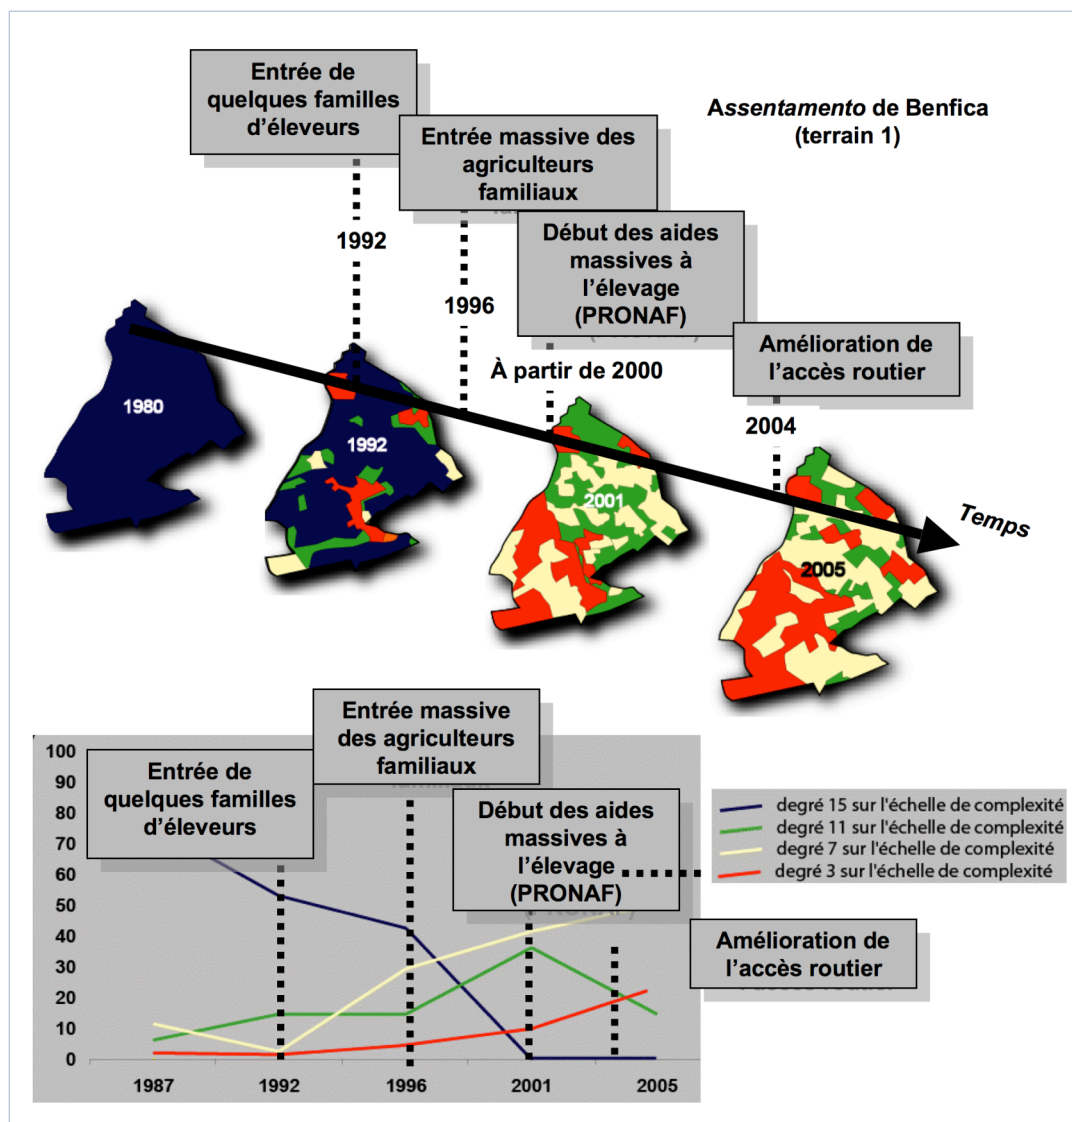 Entrée de
quelques familles
d'éleveurs
Assentamento de Benfica
(terrain 1)
Entrée massive des
agriculteurs
familiaux
Début des aides
massives à
l'élevage
(PRONAF)
Amélioration de
l'accès routier
1992
1996
À partir de 2000
2004
1980
1992
2001
2005
Temps
Entrée massive
des agriculteurs
familiaux
Entrée de
quelques familles
d'éleveurs
Début des aides
massives à
l'élevage
(PRONAF)
Amélioration de
l'accès routier
degré 15 sur l'échelle de complexité
degré 11 sur l'échelle de complexité
degré 7 sur l'échelle de complexité
degré 3 sur l'échelle de complexité
100
90
80
70
60
50
40
30
20
10
0
1987
1992
1996
2001
2005